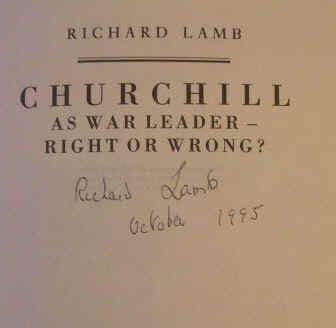 RICHARD LAMB
CHURCHILL
AS WAR LEADER –
RIGHT OR WRONG?
Richard Lamb
October 1995